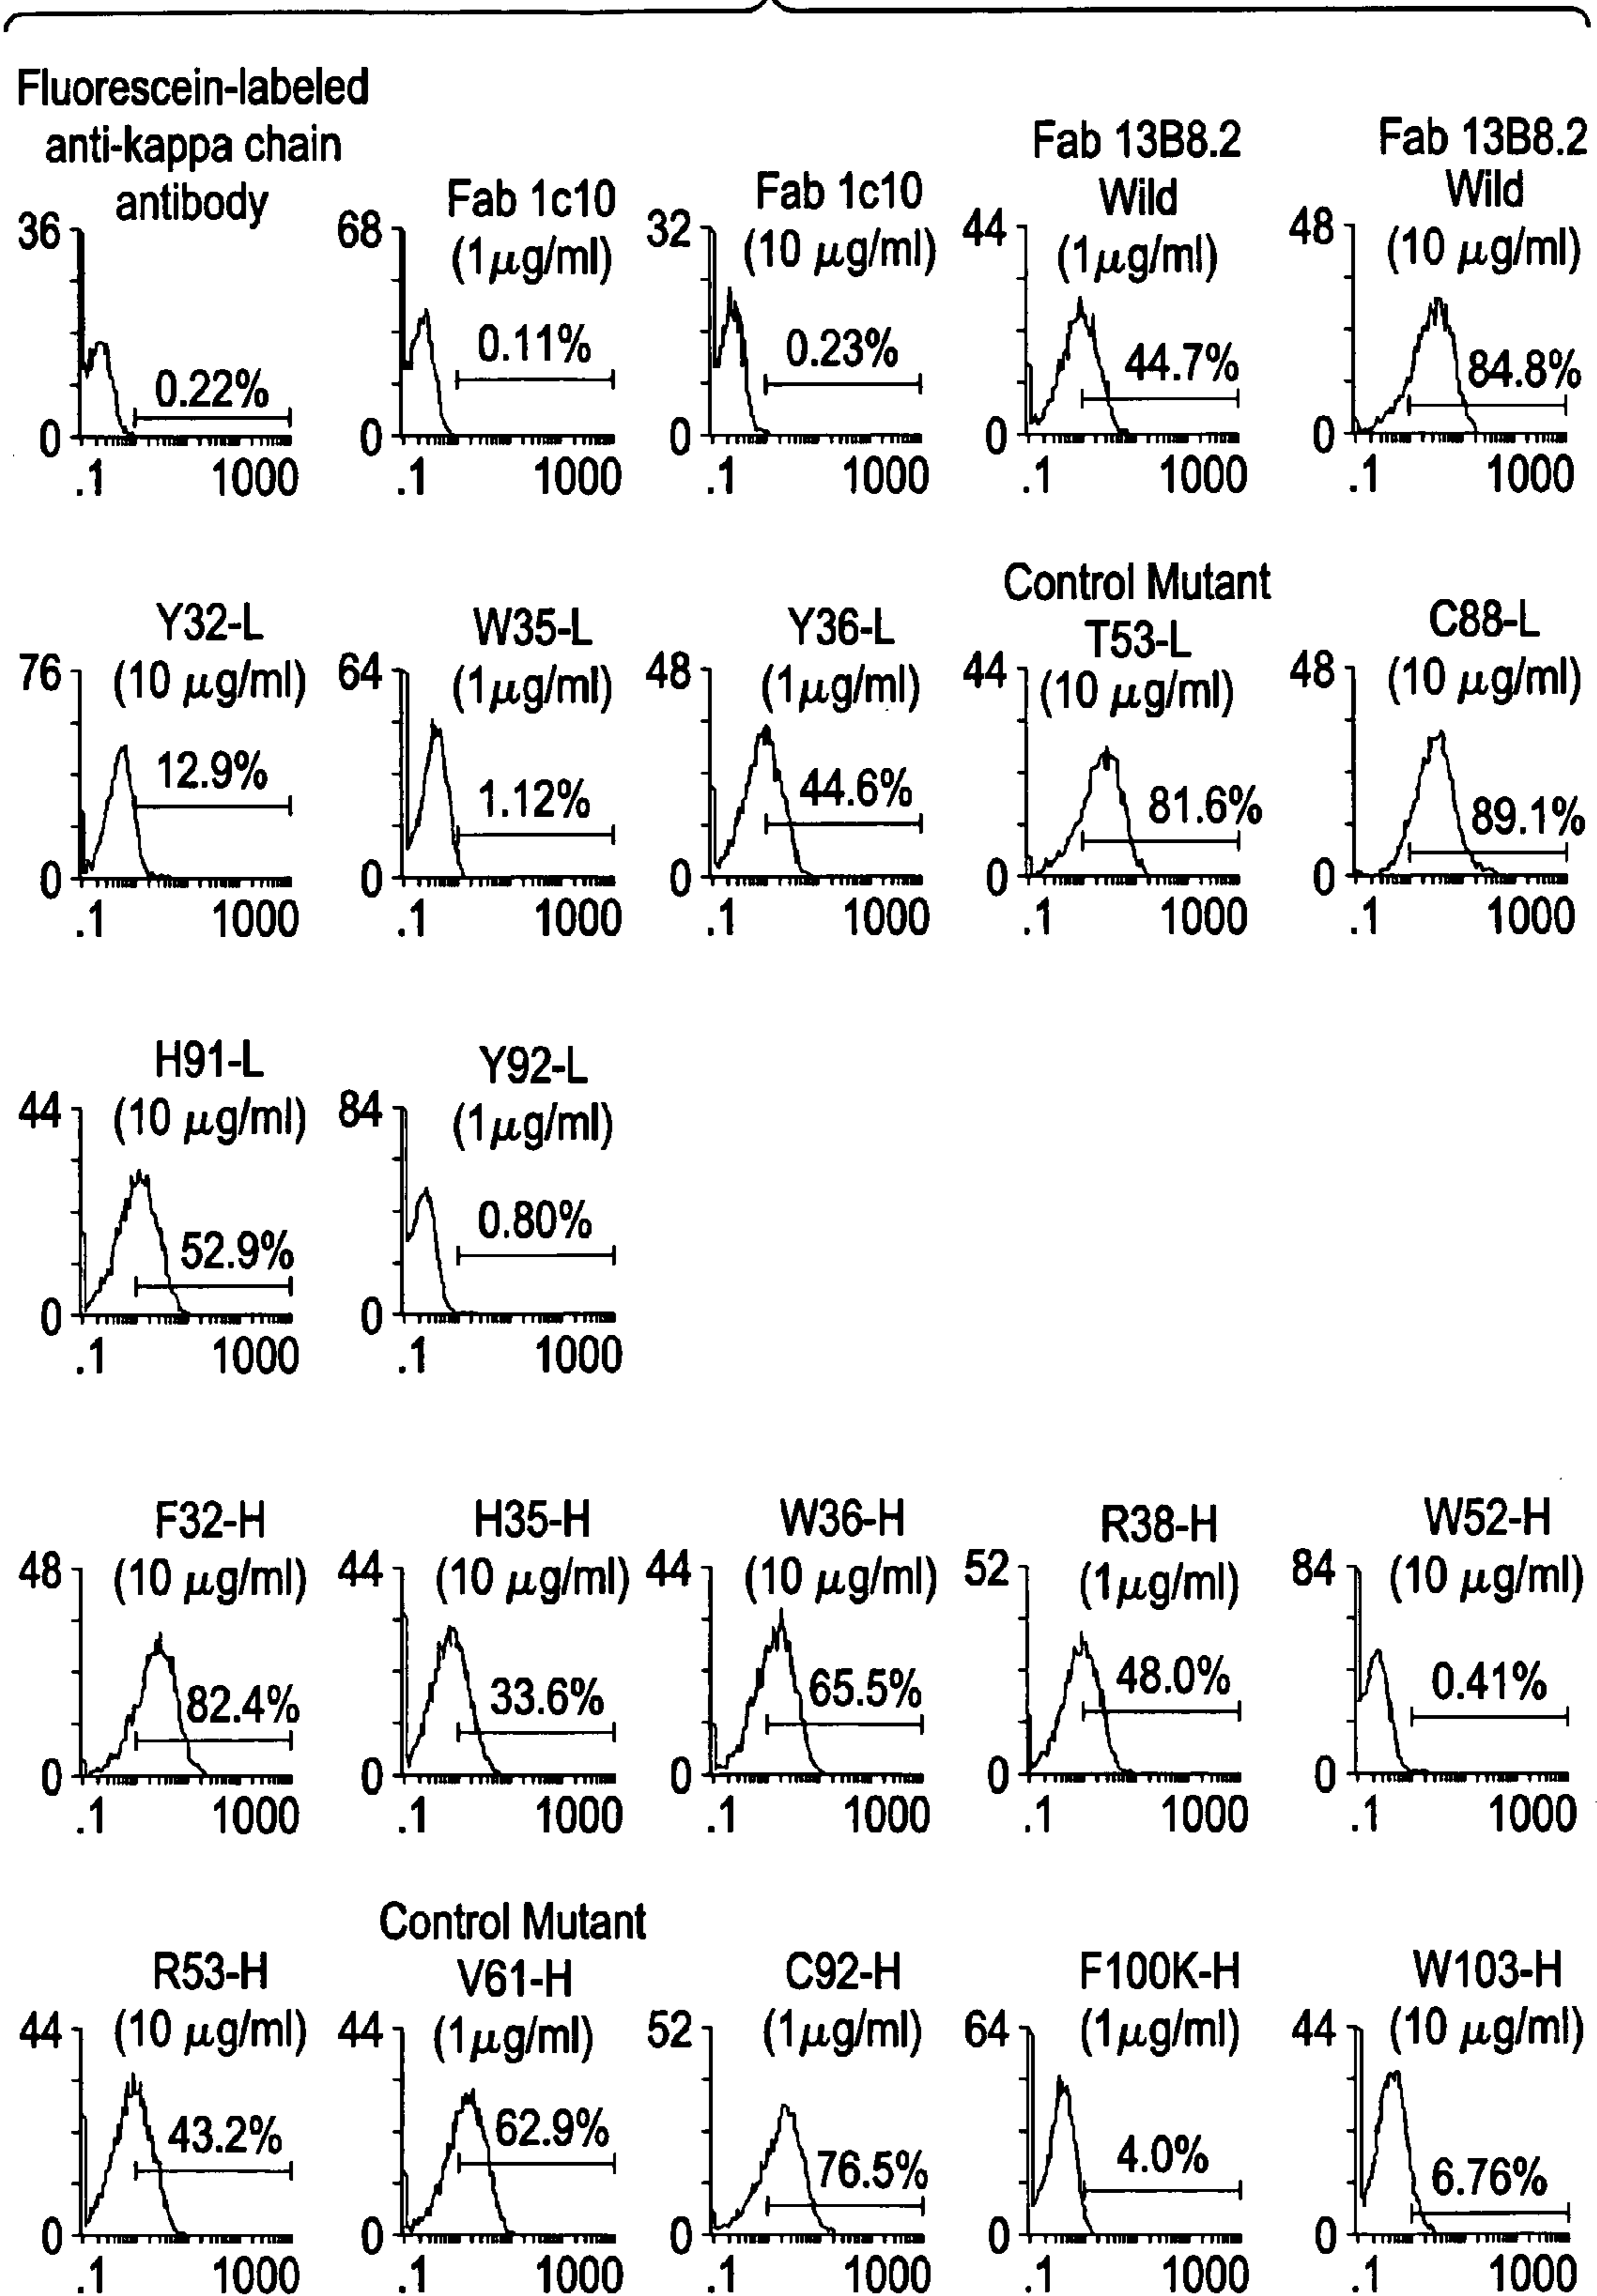 Fluorescein-labeled
anti-kappa chain
antibody
36
0.22%
0
.1 1000
Fab 1c10
(1μg/ml)
68
0.11%
0
.1 1000
Fab 1c10
(10 μg/ml)
32
0.23%
0
.1 1000
Fab 13B8.2
Wild
(1μg/ml)
44
44.7%
0
.1 1000
Fab 13B8.2
Wild
(10 μg/ml)
48
84.8%
0
.1 1000
Y32-L
(10 μg/ml)
76
12.9%
0
.1 1000
W35-L
(1μg/ml)
64
1.12%
0
.1 1000
Y36-L
(1μg/ml)
48
44.6%
0
.1 1000
Control Mutant
T53-L
(10 μg/ml)
44
81.6%
0
.1 1000
C88-L
(10 μg/ml)
48
89.1%
0
.1 1000
H91-L
(10 μg/ml)
44
52.9%
0
.1 1000
Y92-L
(1μg/ml)
84
0.80%
0
.1 1000
F32-H
(10 μg/ml)
48
82.4%
0
.1 1000
H35-H
(10 μg/ml)
44
33.6%
0
.1 1000
W36-H
(10 μg/ml)
44
65.5%
0
.1 1000
R38-H
(1μg/ml)
52
48.0%
0
.1 1000
W52-H
(10 μg/ml)
84
0.41%
0
.1 1000
R53-H
(10 μg/ml)
44
43.2%
0
.1 1000
Control Mutant
V61-H
(1μg/ml)
44
62.9%
0
.1 1000
C92-H
(1μg/ml)
52
76.5%
0
.1 1000
F100K-H
(1μg/ml)
64
4.0%
0
.1 1000
W103-H
(10 μg/ml)
44
6.76%
0
.1 1000